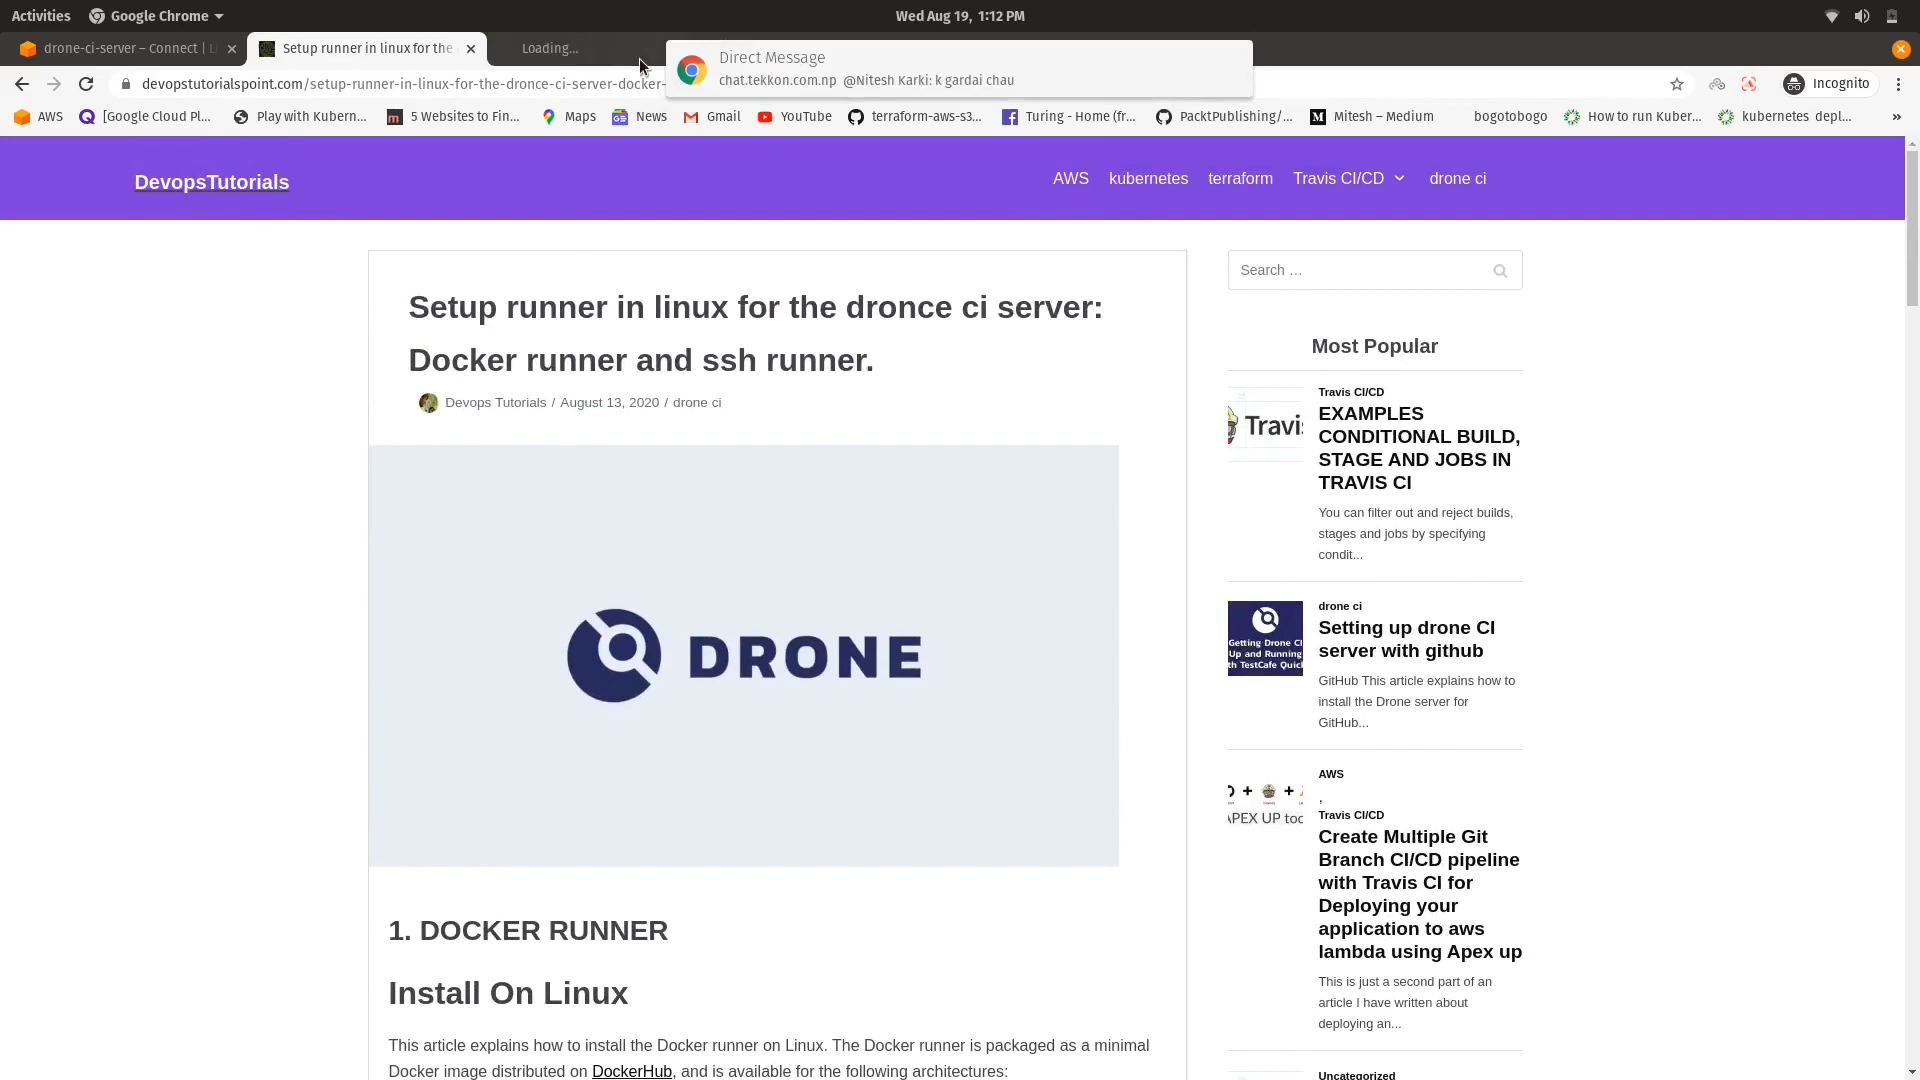 Activities Google Chrome Wed Aug 19, 1:12 PM
drone-ci-server – Connect | Setup runner in linux for the Loading...
Direct Message
chat.tekkon.com.np @Nitesh Karki: k gardai chau
devopstutorialspoint.com/setup-runner-in-linux-for-the-dronce-ci-server-docker- Incognito
AWS [Google Cloud Pl... Play with Kubern... 5 Websites to Fin... Maps News Gmail YouTube terraform-aws-s3... Turing - Home (fr... PacktPublishing/... Mitesh – Medium bogotobogo How to run Kuber... kubernetes depl... »
DevopsTutorials AWS kubernetes terraform Travis CI/CD drone ci
Search …
Setup runner in linux for the dronce ci server:
Docker runner and ssh runner.
Devops Tutorials / August 13, 2020 / drone ci
DRONE
1. DOCKER RUNNER
Install On Linux
This article explains how to install the Docker runner on Linux. The Docker runner is packaged as a minimal
Docker image distributed on DockerHub, and is available for the following architectures:
Most Popular
Travis CI/CD
EXAMPLES
CONDITIONAL BUILD,
STAGE AND JOBS IN
TRAVIS CI
You can filter out and reject builds,
stages and jobs by specifying
condit...
Travis
drone ci
Setting up drone CI
server with github
GitHub This article explains how to
install the Drone server for
GitHub...
Getting Drone CI
Up and Running
th TestCafe Quic
AWS
,
Travis CI/CD
Create Multiple Git
Branch CI/CD pipeline
with Travis CI for
Deploying your
application to aws
lambda using Apex up
This is just a second part of an
article I have written about
deploying an...
+ +
APEX UP too
Uncategorized